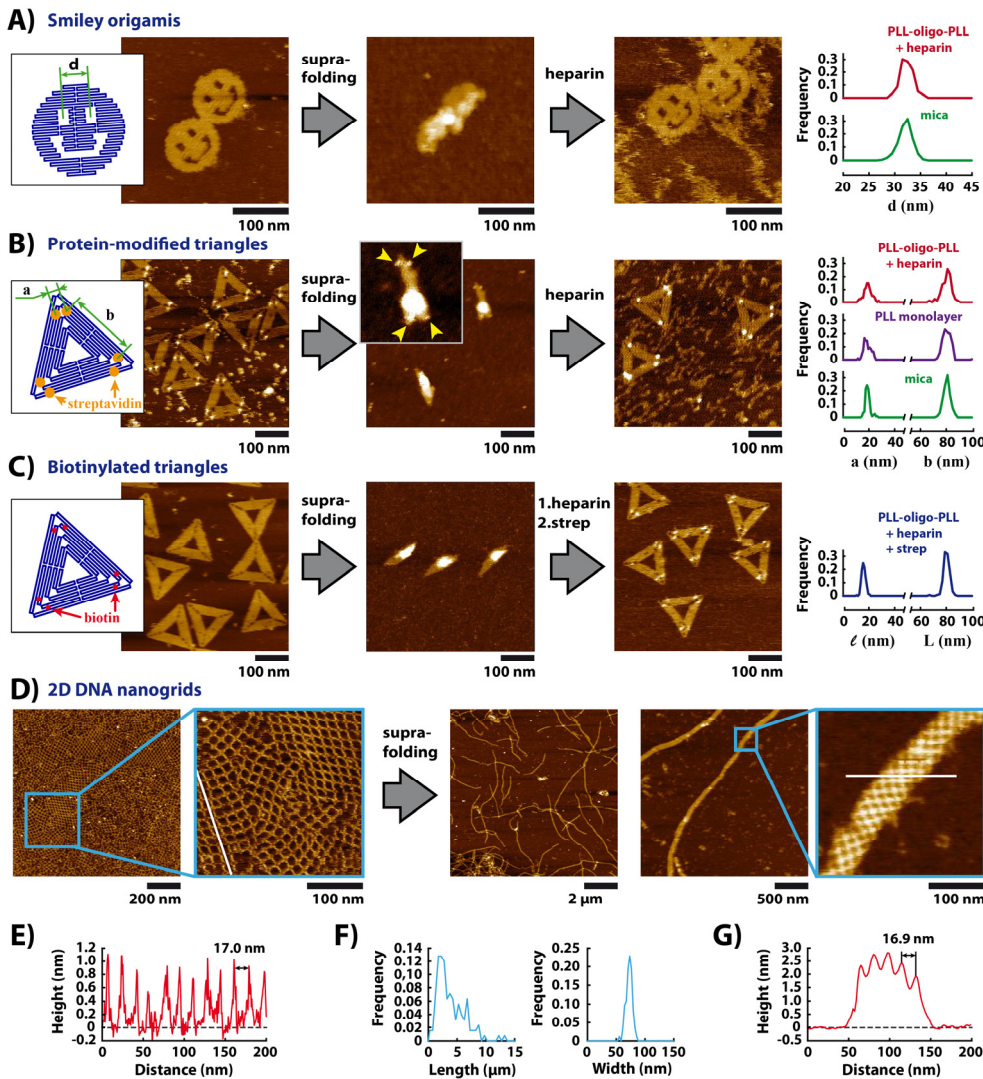 A) Smiley origamis
d
supra-
folding
heparin
100 nm
100 nm
100 nm
PLL-oligo-PLL
+ heparin
mica
Frequency
0.3
0.1
0.3
0.1
20 25 30 35 40 45
d (nm)
B) Protein-modified triangles
a
b
streptavidin
supra-
folding
heparin
100 nm
100 nm
100 nm
PLL-oligo-PLL
+ heparin
PLL monolayer
mica
Frequency
0.3
0.1
0.3
0.1
0.3
0.1
0 20 40 60 80 100
a (nm) b (nm)
C) Biotinylated triangles
biotin
supra-
folding
1.heparin
2.strep
100 nm
100 nm
100 nm
PLL-oligo-PLL
+ heparin
+ strep
Frequency
0.3
0.1
0 20 40 60 80 100
ℓ (nm) L (nm)
D) 2D DNA nanogrids
supra-
folding
200 nm
100 nm
2 µm
500 nm
100 nm
E)
Height (nm)
1.2
1.0
0.8
0.6
0.4
0.2
0
-0.2
17.0 nm
0 50 100 150 200
Distance (nm)
F)
Frequency
0.14
0.12
0.10
0.08
0.06
0.04
0.02
0
0 5 10 15
Length (µm)
Frequency
0.25
0.20
0.15
0.10
0.05
0.00
0 50 100 150
Width (nm)
G)
Height (nm)
3.0
2.5
2.0
1.5
1.0
0.5
0
-0.5
16.9 nm
0 50 100 150 200
Distance (nm)